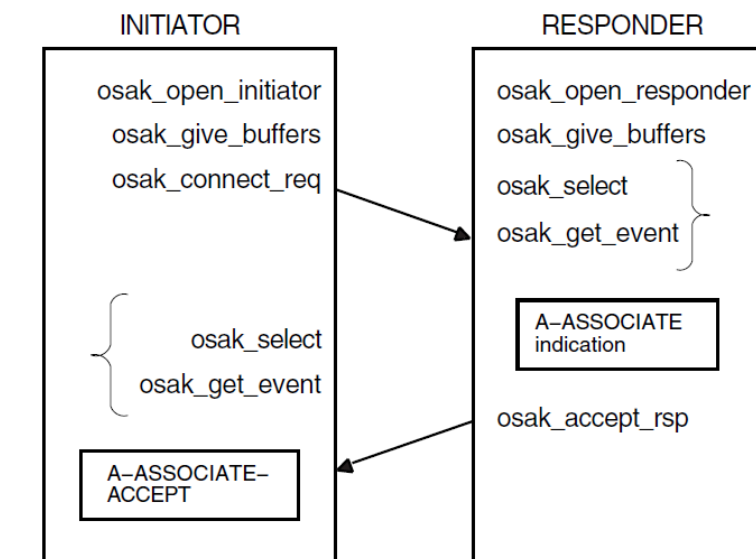 INITIATOR
osak_open_initiator
osak_give_buffers
osak_connect_req
osak_select
osak_get_event
A–ASSOCIATE–
ACCEPT
RESPONDER
osak_open_responder
osak_give_buffers
osak_select
osak_get_event
A–ASSOCIATE
indication
osak_accept_rsp